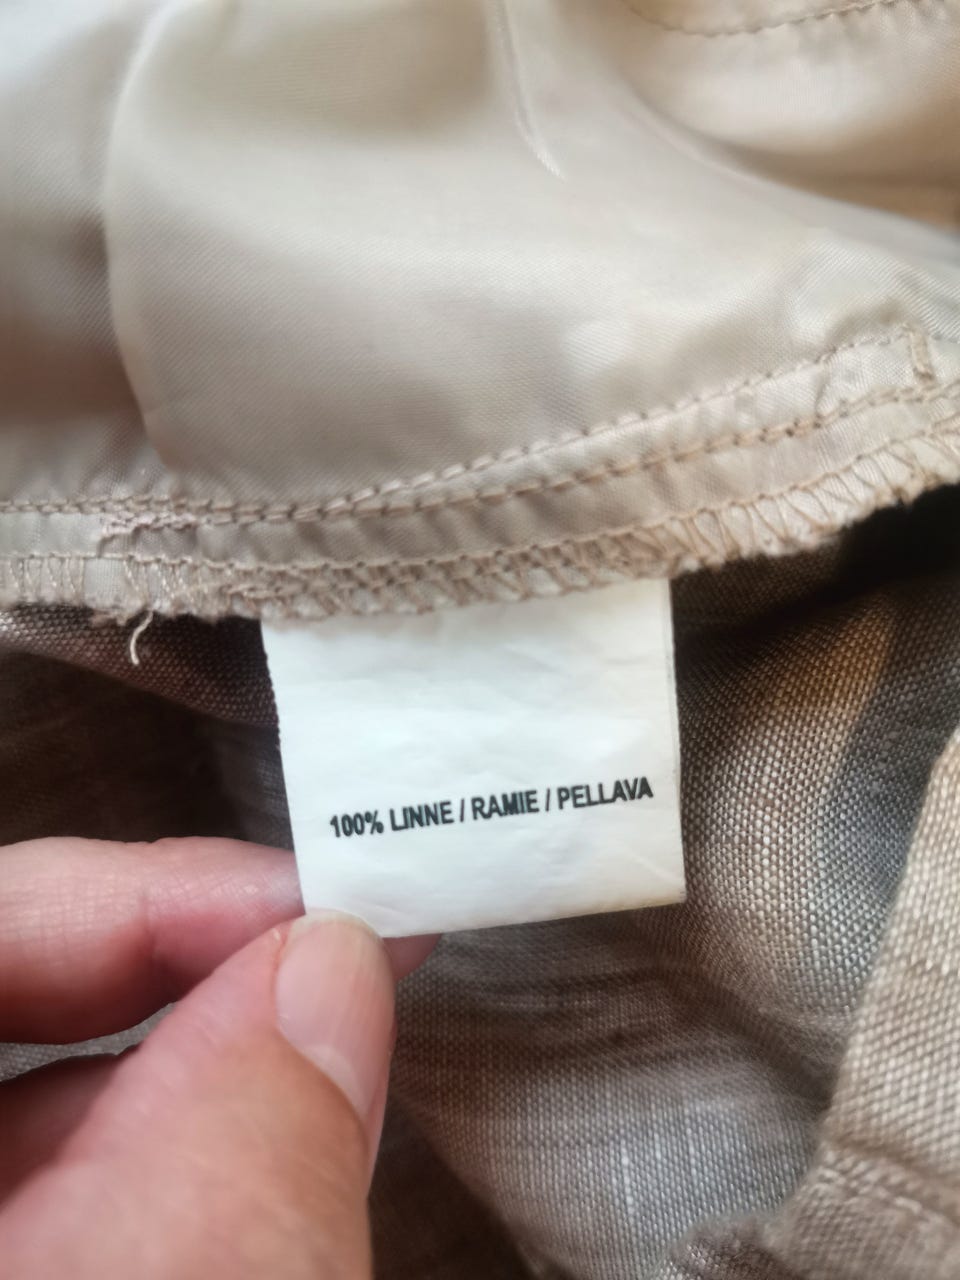 100% LINNE / RAMIE / PELLAVA